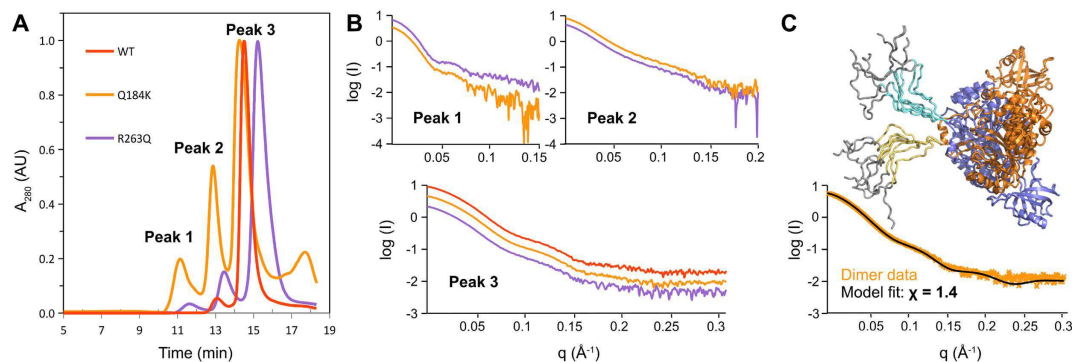 A
Peak 3
WT
Q184K
R263Q
Peak 2
Peak 1
A280 (AU)
1.0
0.8
0.6
0.4
0.2
0.0
5
7
9
11
13
15
17
19
Time (min)
B
log (I)
1
0
-1
-2
-3
-4
Peak 1
0.05
0.10
0.15
1
0
-1
-2
-3
-4
Peak 2
0.05
0.1
0.15
0.2
log (I)
1
0
-1
-2
-3
Peak 3
0.05
0.1
0.15
0.2
0.25
0.3
q (Å-1)
C
log (I)
1
0
-1
-2
-3
Dimer data
Model fit: χ = 1.4
0.05
0.1
0.15
0.2
0.25
0.3
q (Å-1)